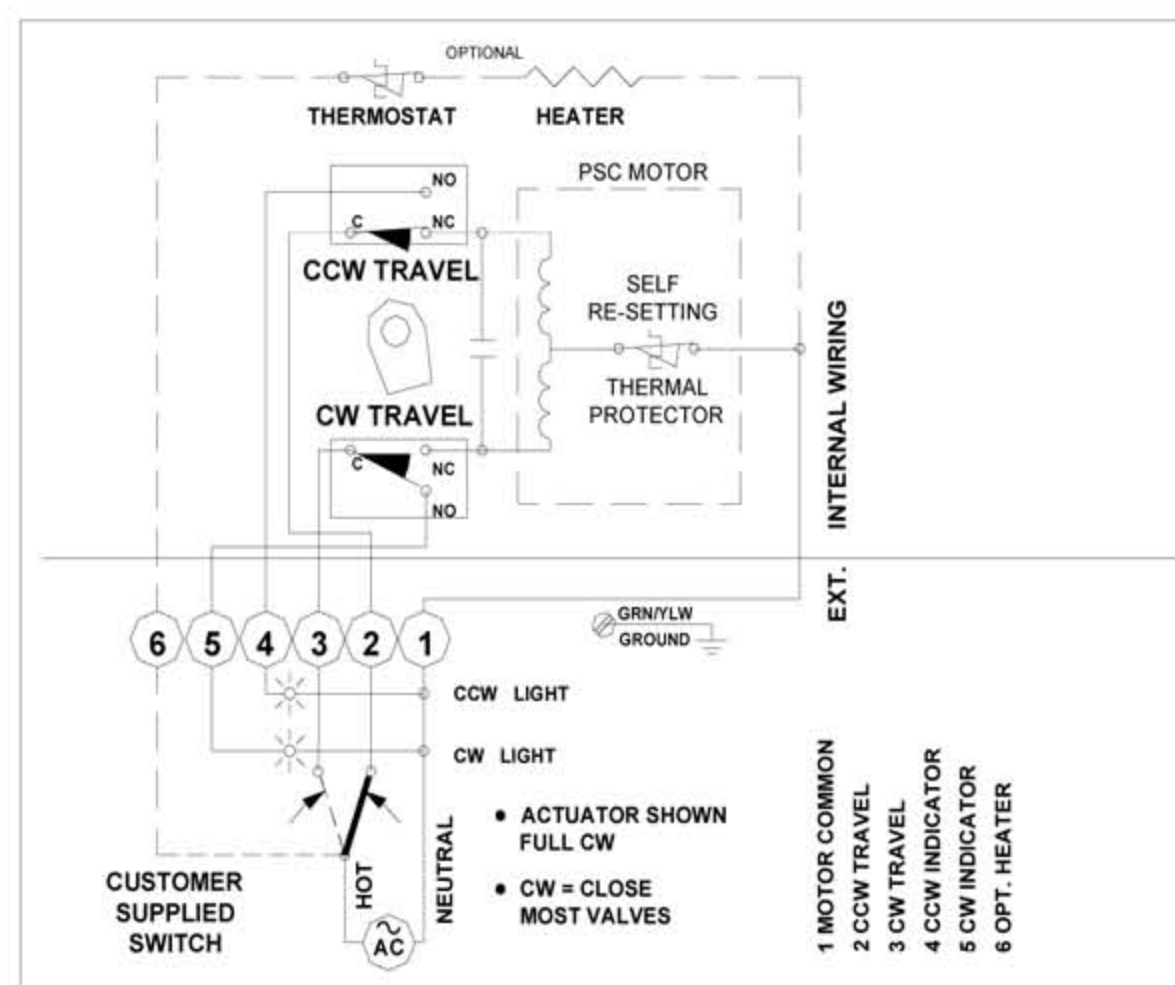 OPTIONAL
THERMOSTAT
HEATER
NO
C
NC
CCW TRAVEL
PSC MOTOR
SELF
RE-SETTING
THERMAL
PROTECTOR
CW TRAVEL
C
NC
NO
INTERNAL WIRING
EXT.
6
5
4
3
2
1
GRN/YLW
GROUND
CCW LIGHT
CW LIGHT
• ACTUATOR SHOWN
FULL CW
• CW = CLOSE
MOST VALVES
HOT
NEUTRAL
AC
CUSTOMER
SUPPLIED
SWITCH
1 MOTOR COMMON
2 CCW TRAVEL
3 CW TRAVEL
4 CCW INDICATOR
5 CW INDICATOR
6 OPT. HEATER